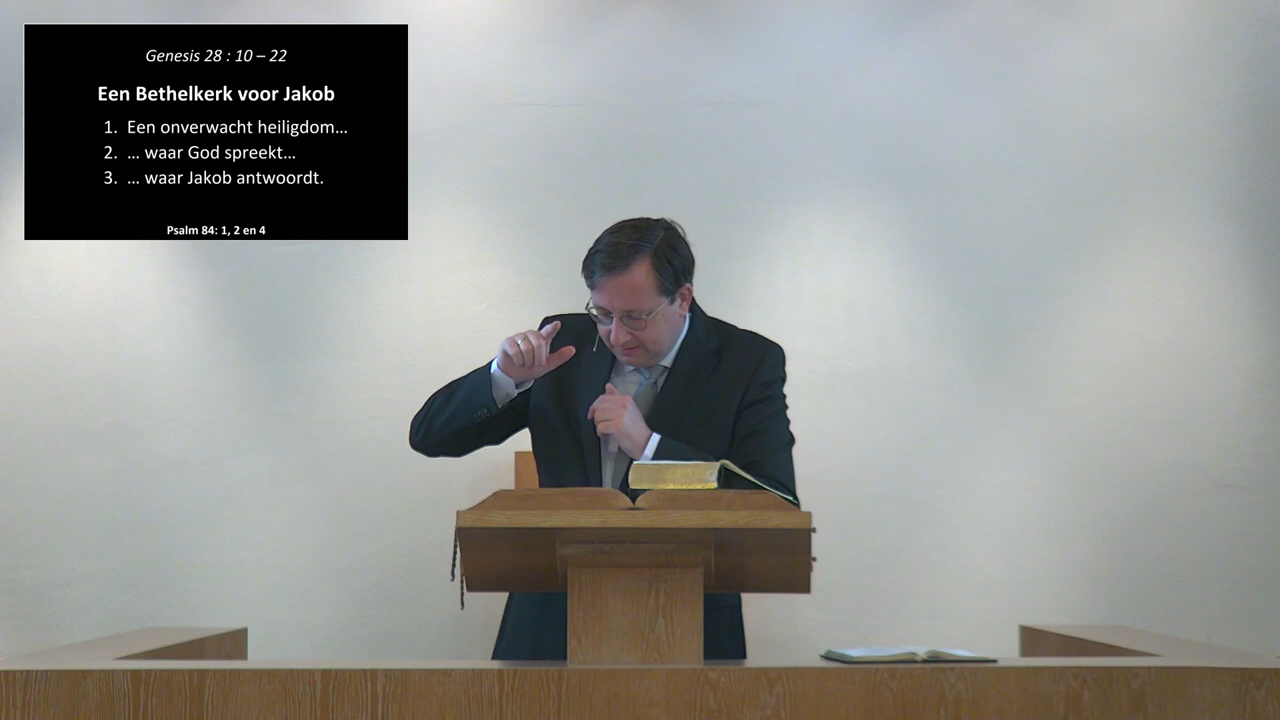 Genesis 28 : 10 – 22
Een Bethelkerk voor Jakob
1. Een onverwacht heiligdom…
2. … waar God spreekt…
3. … waar Jakob antwoordt.
Psalm 84: 1, 2 en 4